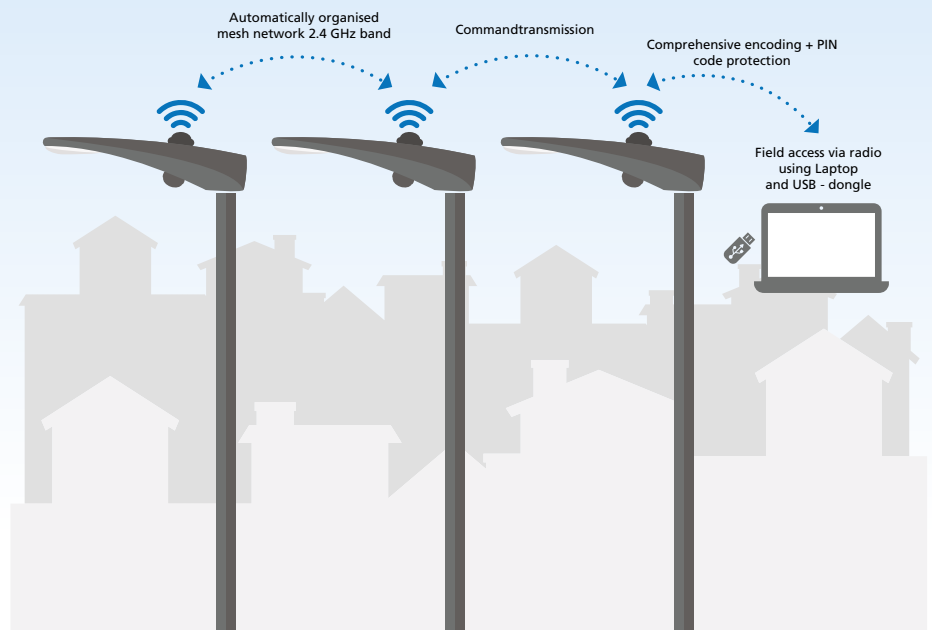 Automatically organised
mesh network 2.4 GHz band
Commandtransmission
Comprehensive encoding + PIN
code protection
Field access via radio
using Laptop
and USB - dongle